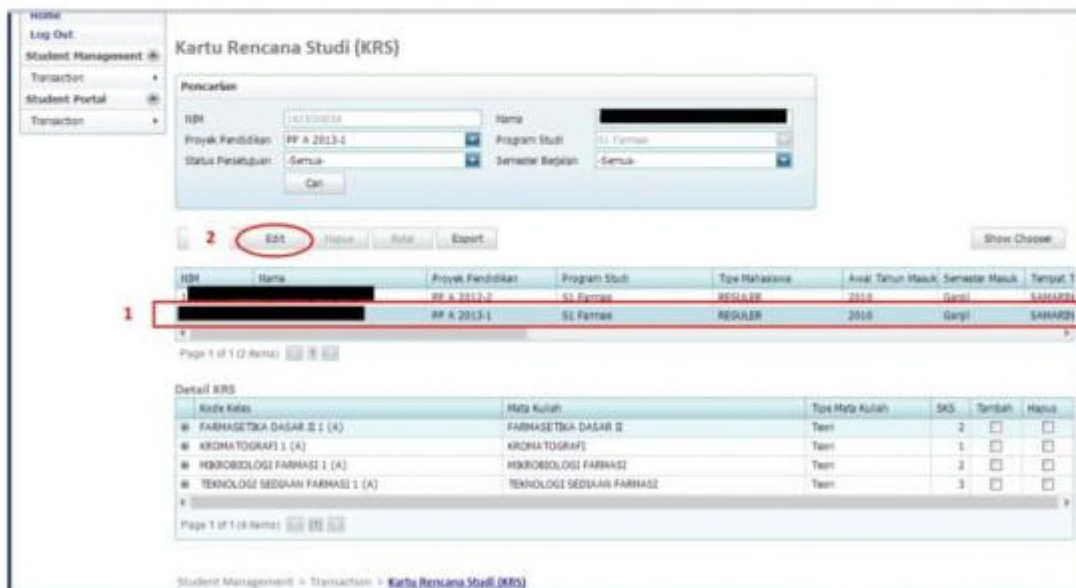 Home
Log Out
Student Management
Transaction
Student Portal
Transaction
Kartu Rencana Studi (KRS)
Pencarian
NIM Nama
Proyek Pendidikan PP A 2013-1 Program Studi S1 Farmasi
Status Persetujuan -Semua- Semester Berjalan -Semua-
Cari
2 Edit Hapus Batal Export Show Chooser
NIM Nama Proyek Pendidikan Program Studi Tipe Mahasiswa Awal Tahun Masuk Semester Masuk Tempat T
PP A 2012-2 S1 Farmasi REGULER 2010 Ganjil SAMARIN
1 PP A 2013-1 S1 Farmasi REGULER 2010 Ganjil SAMARIN
Page 1 of 1 (2 items) 1
Detail KRS
Kode Kelas Mata Kuliah Tipe Mata Kuliah SKS Tambah Hapus
FARMASETIKA DASAR II 1 (A) FARMASETIKA DASAR II Teori 2
KROMATOGRAFI 1 (A) KROMATOGRAFI Teori 1
MIKROBIOLOGI FARMASI 1 (A) MIKROBIOLOGI FARMASI Teori 2
TEKNOLOGI SEDIAAN FARMASI 1 (A) TEKNOLOGI SEDIAAN FARMASI Teori 3
Page 1 of 1 (4 items) [1]
Student Management > Transaction > Kartu Rencana Studi (KRS)